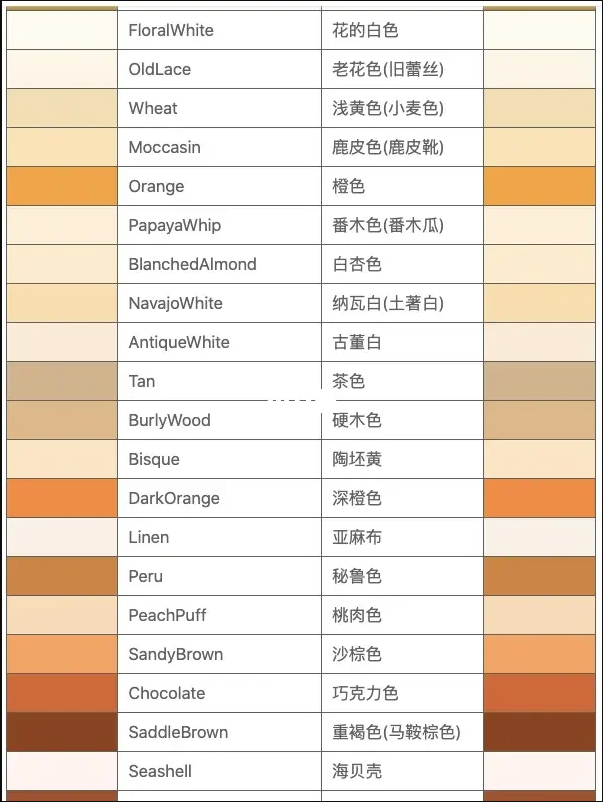 FloralWhite 花的白色
OldLace 老花色(旧蕾丝)
Wheat 浅黄色(小麦色)
Moccasin 鹿皮色(鹿皮靴)
Orange 橙色
PapayaWhip 番木色(番木瓜)
BlanchedAlmond 白杏色
NavajoWhite 纳瓦白(土著白)
AntiqueWhite 古董白
Tan 茶色
BurlyWood 硬木色
Bisque 陶坯黄
DarkOrange 深橙色
Linen 亚麻布
Peru 秘鲁色
PeachPuff 桃肉色
SandyBrown 沙棕色
Chocolate 巧克力色
SaddleBrown 重褐色(马鞍棕色)
Seashell 海贝壳